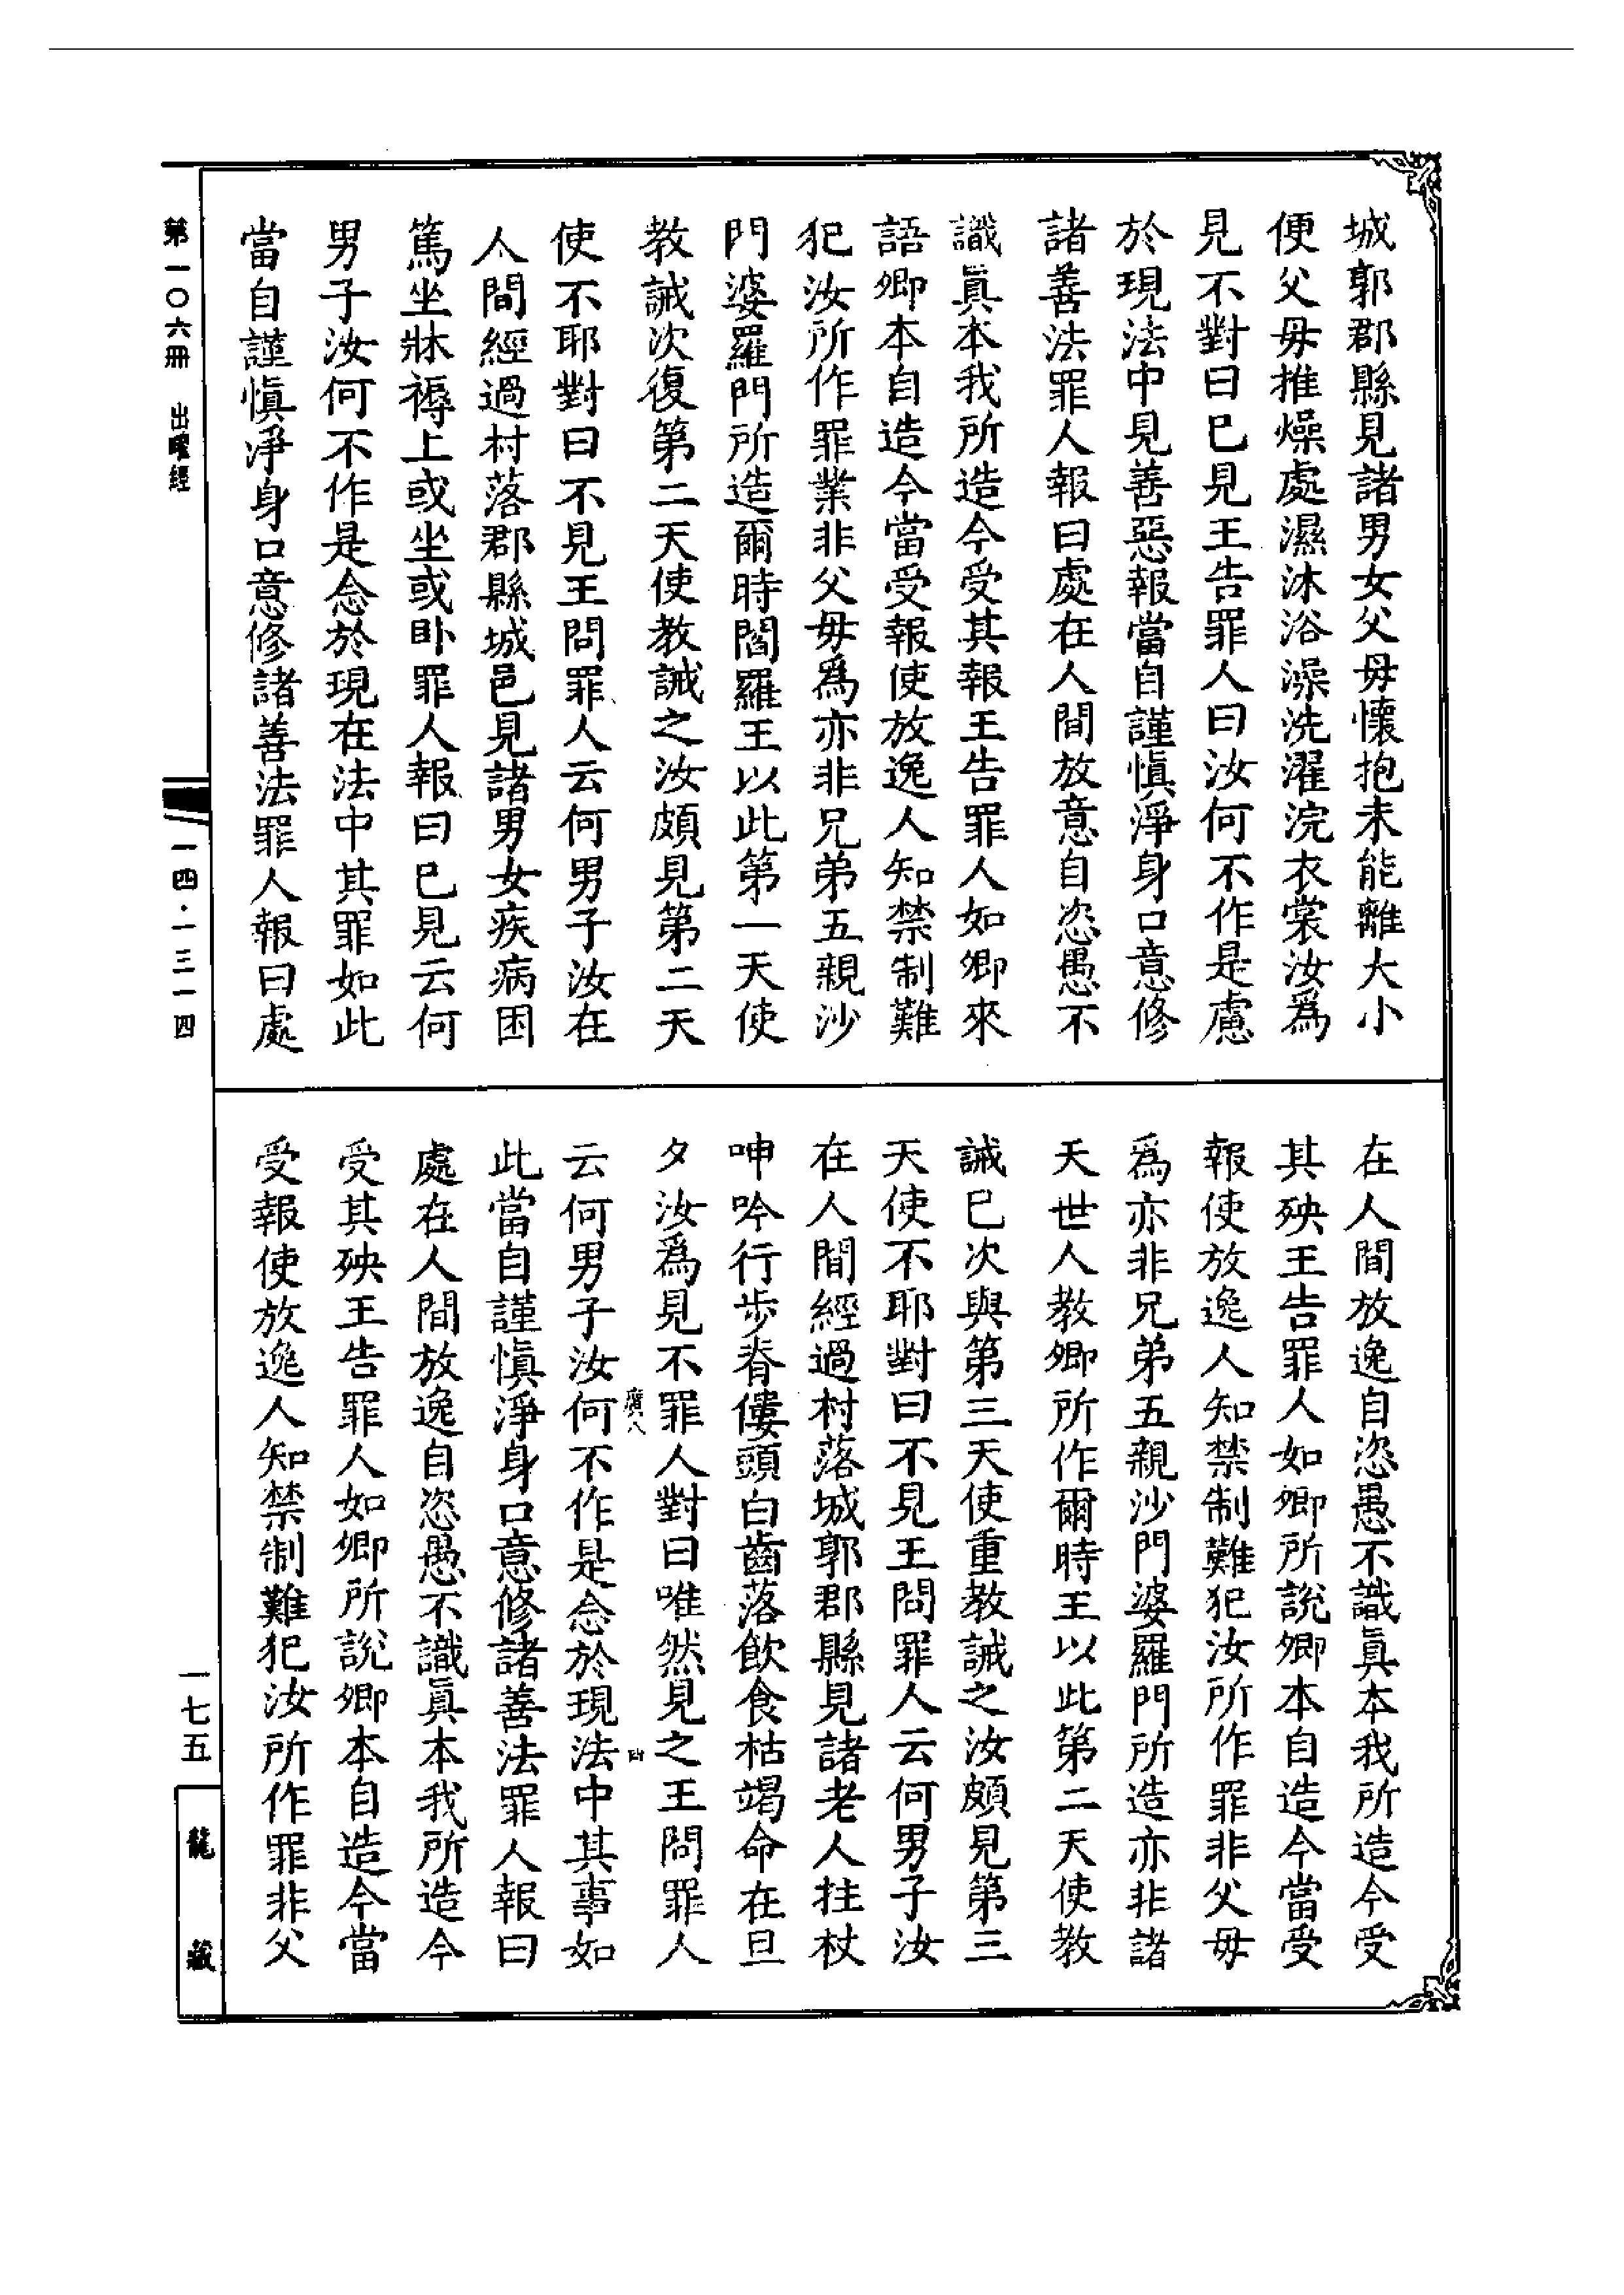 城郭郡縣見諸男女父母懷抱未能離大小
便父母推燥處濕沐浴澡洗濯浣衣裳汝爲
見不對曰已見王告罪人曰汝何不作是慮
於現法中見善惡報當自謹愼淨身口意修
諸善法罪人報曰處在人間放意自恣愚不
識眞本我所造今受其報王告罪人如卿來
語卿本自造今當受報使放逸人知禁制難
犯汝所作罪業非父母爲亦非兄弟五親沙
門婆羅門所造爾時閻羅王以此第一天使
教誡次復第二天使教誡之汝頗見第二天
使不耶對曰不見王問罪人云何男子汝在
人間經過村落郡縣城邑見諸男女疾病困
篤坐牀褥上或坐或臥罪人報曰已見云何
男子汝何不作是念於現在法中其罪如此
當自謹愼淨身口意修諸善法罪人報曰處
在人間放逸自恣愚不識眞本我所造今受
其殃王告罪人如卿所說卿本自造今當受
報使放逸人知禁制難犯汝所作罪非父母
爲亦非兄弟五親沙門婆羅門所造亦非諸
天世人教卿所作爾時王以此第二天使教
誡已次與第三天使重教誡之汝頗見第三
天使不耶對曰不見王問罪人云何男子汝
在人間經過村落城郭郡縣見諸老人拄杖
呻吟行步脊僂頭白齒落飲食枯竭命在旦
夕汝爲見不罪人對曰唯然見之王問罪人
云何男子汝何不作是念於現法中其事如
此當自謹愼淨身口意修諸善法罪人報曰
處在人間放逸自恣愚不識眞本我所造今
受其殃王告罪人如卿所說卿本自造今當
受報使放逸人知禁制難犯汝所作罪非父
第一〇六冊 出曜經
一四·一三一四
一七五
龍藏